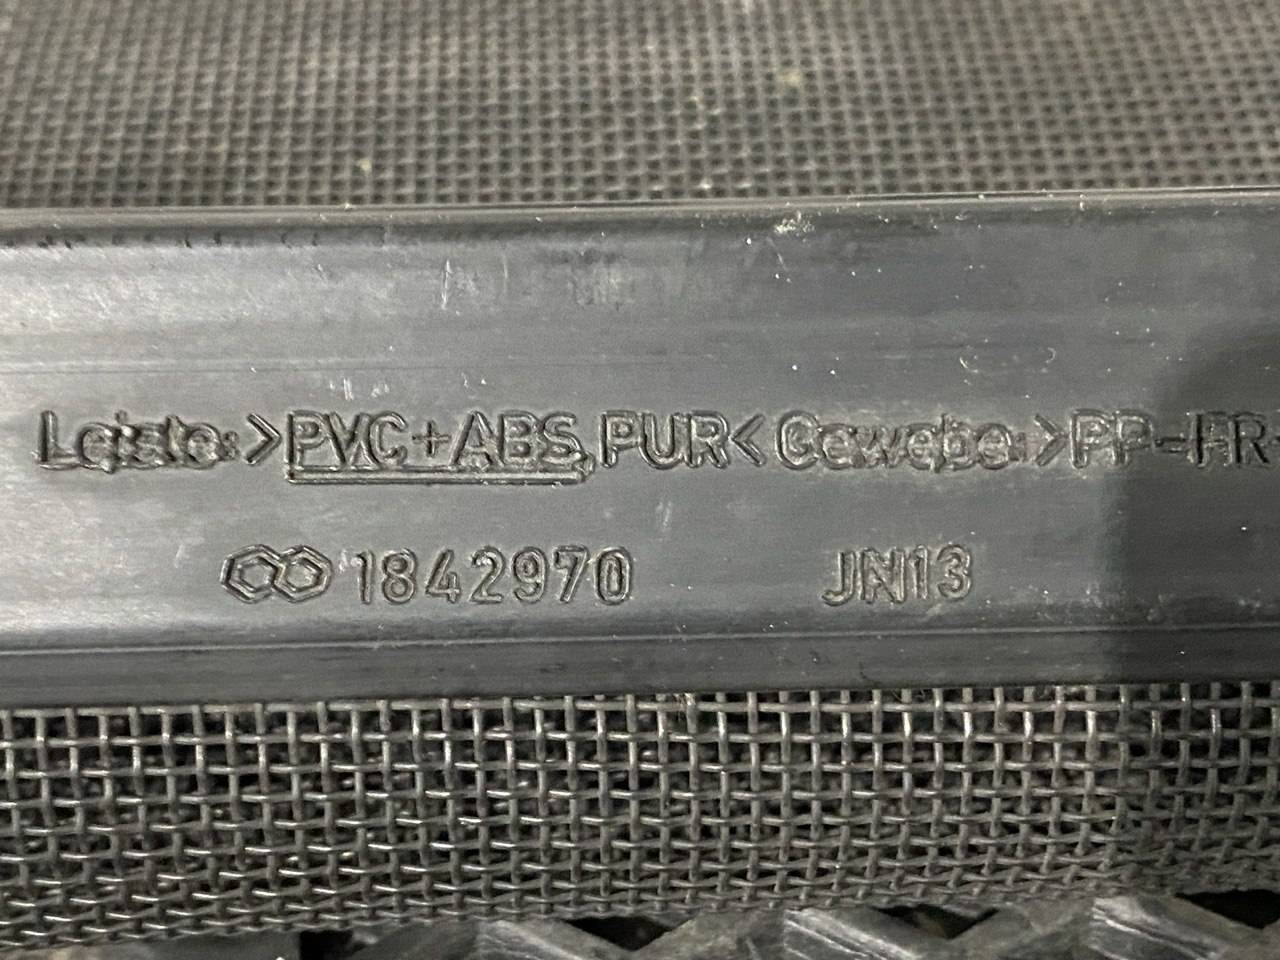 Leiste: >PVC+ABS, PUR< Gewebe: >PP-FR
1842970 JN13